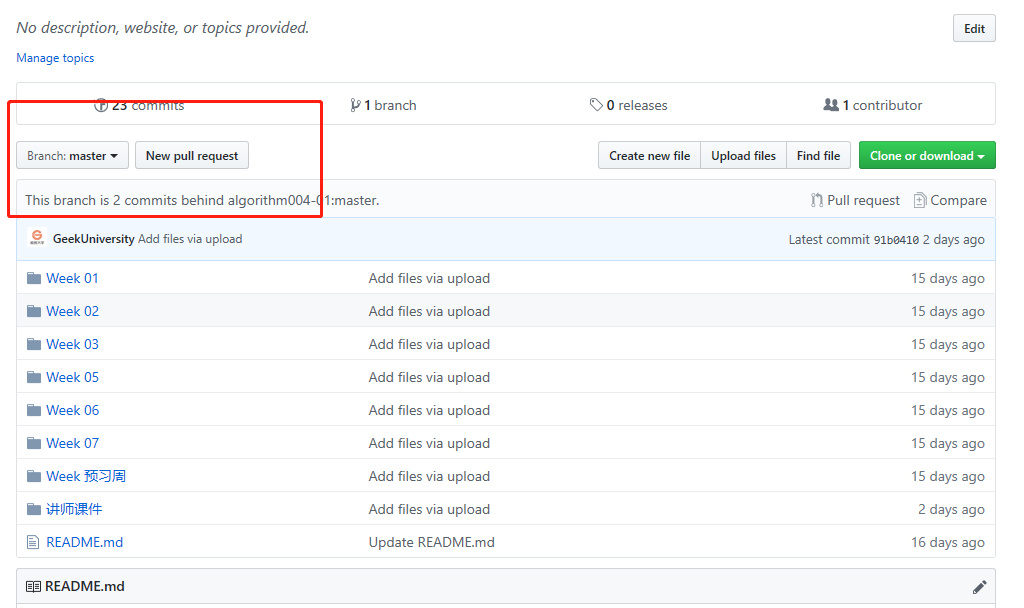 No description, website, or topics provided. Edit
Manage topics
23 commits 1 branch 0 releases 1 contributor
Branch: master New pull request Create new file Upload files Find file Clone or download
This branch is 2 commits behind algorithm004-01:master. Pull request Compare
GeekUniversity Add files via upload Latest commit 91b0410 2 days ago
Week 01 Add files via upload 15 days ago
Week 02 Add files via upload 15 days ago
Week 03 Add files via upload 15 days ago
Week 05 Add files via upload 15 days ago
Week 06 Add files via upload 15 days ago
Week 07 Add files via upload 15 days ago
Week 预习周 Add files via upload 15 days ago
讲师课件 Add files via upload 2 days ago
README.md Update README.md 16 days ago
README.md